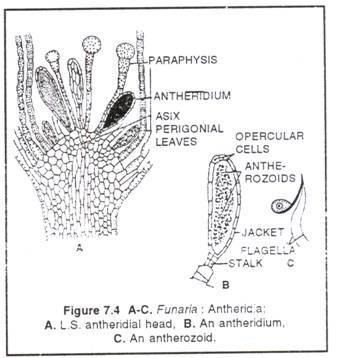 PARAPHYSIS
ANTHERIDIUM
ASIX
PERIGONIAL
LEAVES
OPERCULAR
CELLS
ANTHE-
ROZOIDS
JACKET
FLAGELLA
STALK
A
B
C
Figure 7.4 A-C. Funaria : Antheridia;
A. L.S. antheridial head, B. An antheridium,
C. An antherozoid.